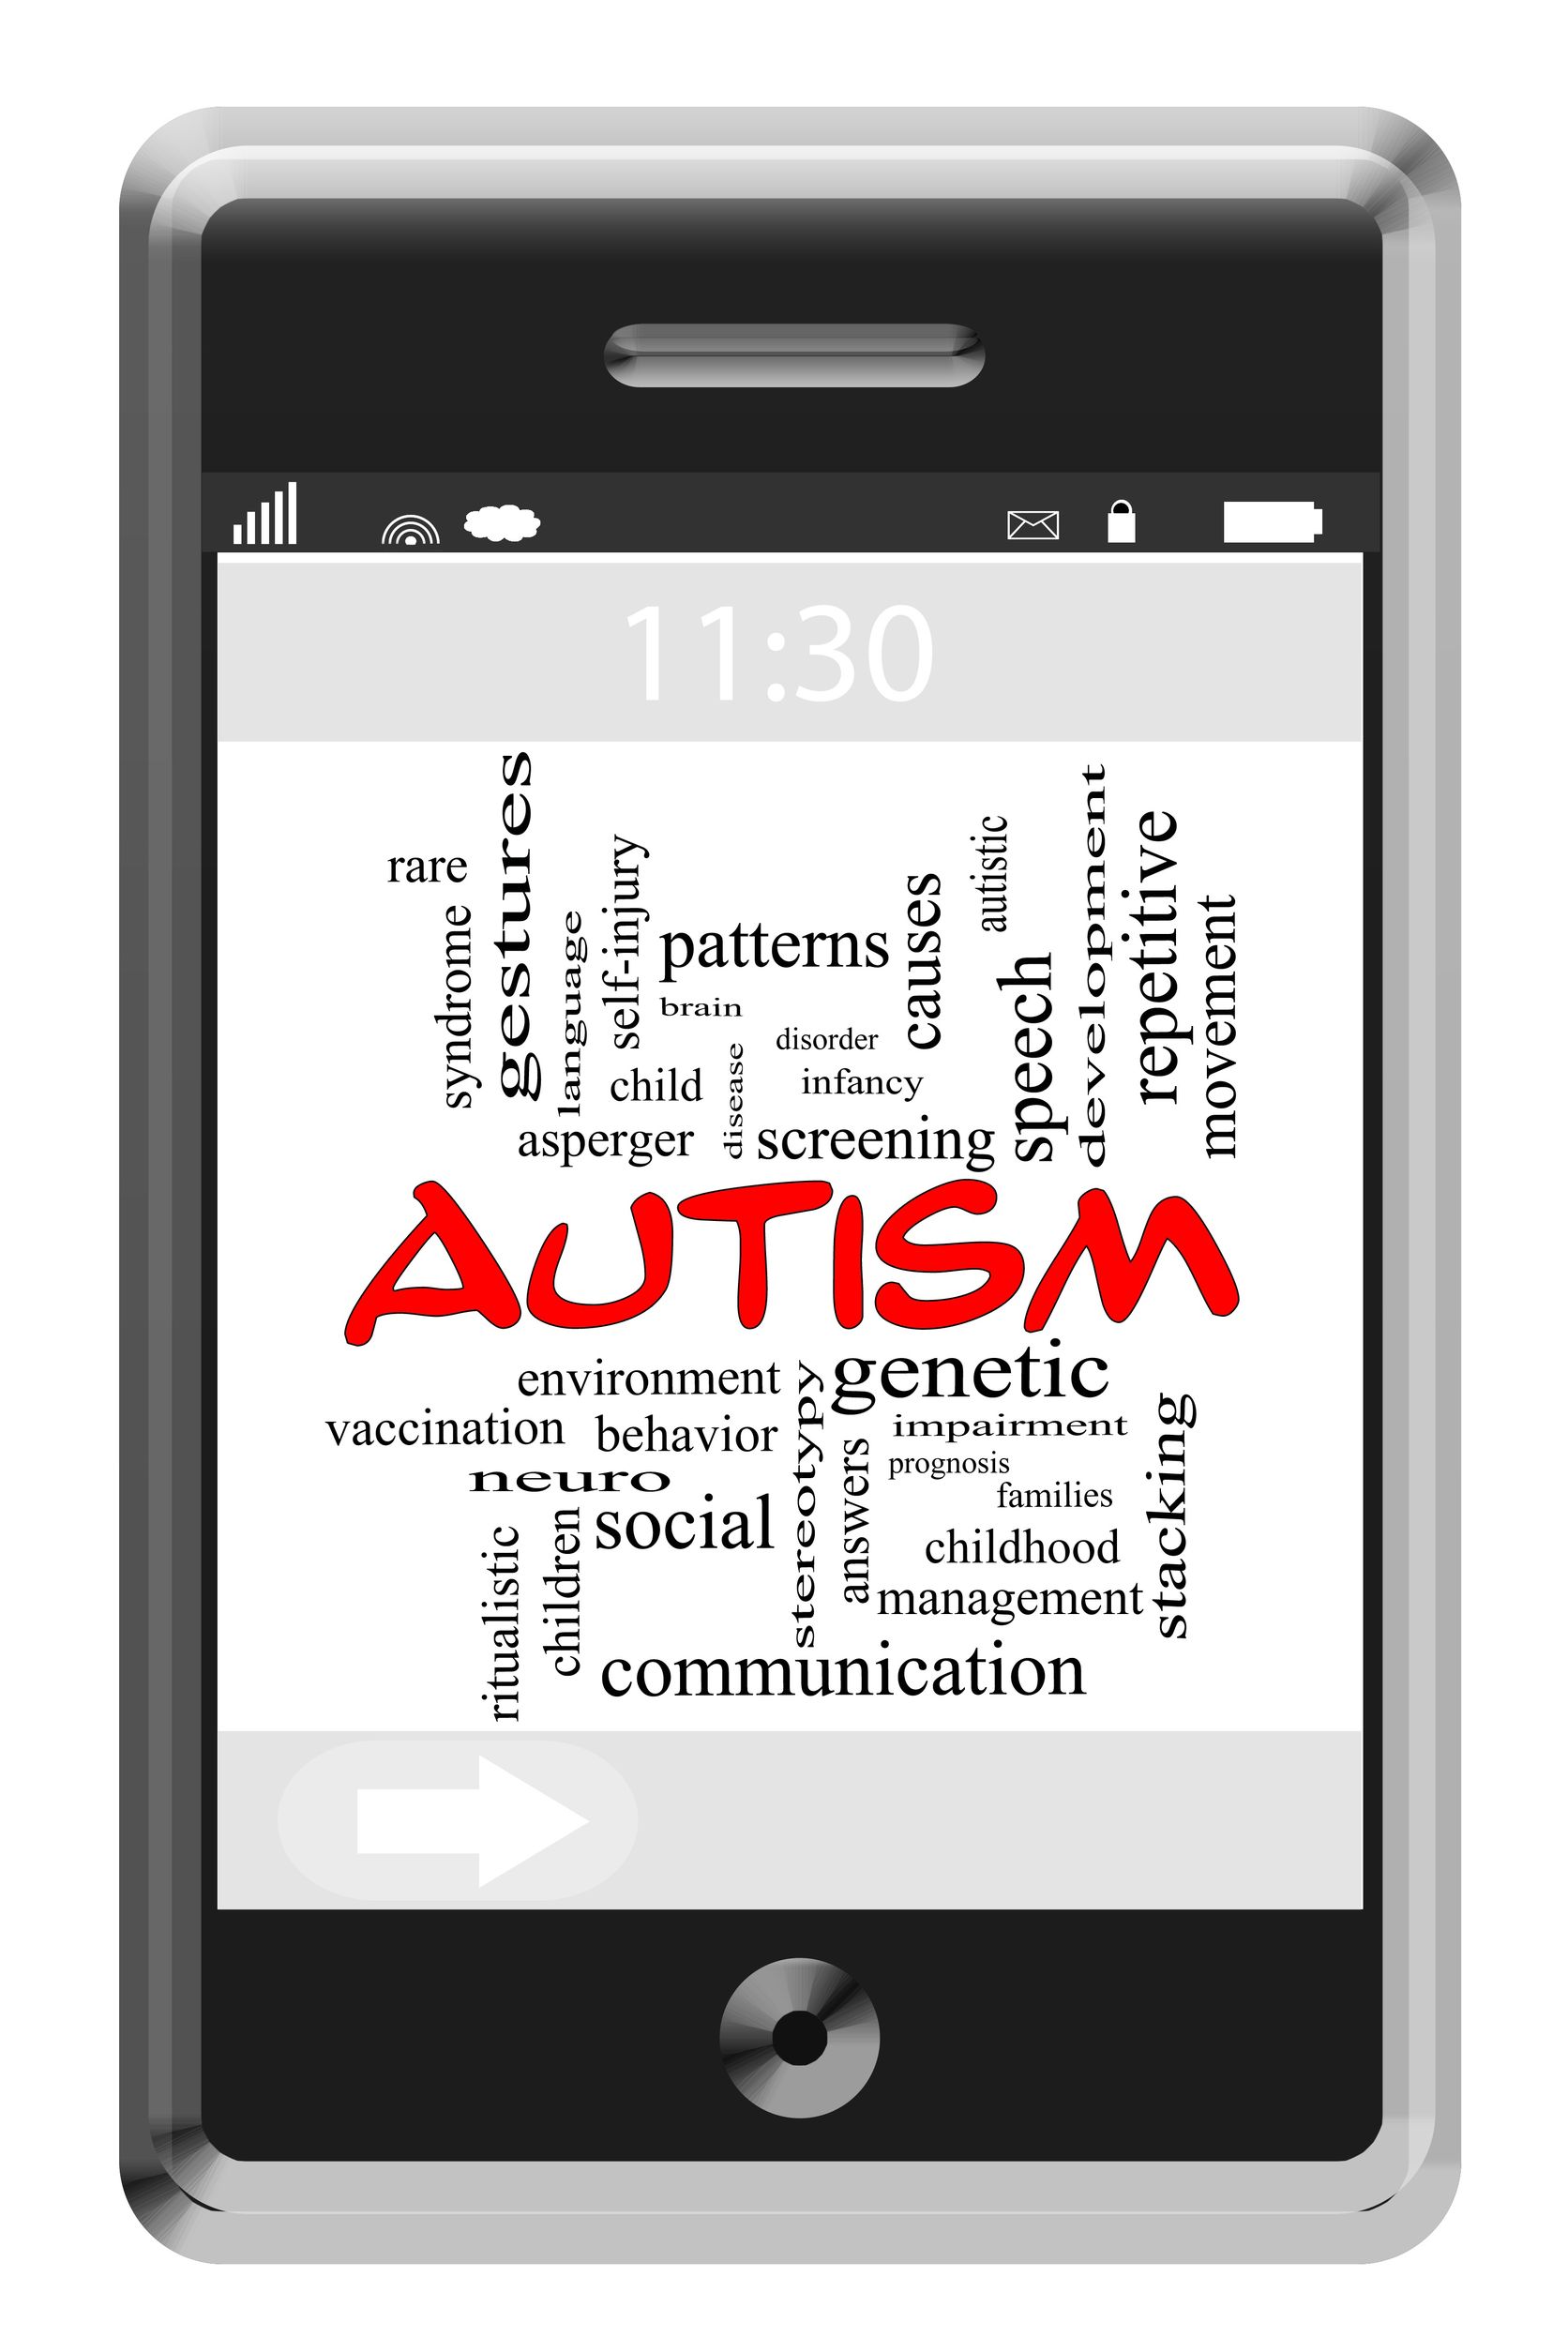 11:30
rare
syndrome
gestures
language
self-injury
patterns
brain
child
asperger
disease
disorder
infancy
screening
causes
autistic
speech
development
repetitive
movement
AUTISM
environment
vaccination
behavior
neuro
social
children
ritualistic
stereotypy
genetic
impairment
prognosis
families
answers
childhood
management
stacking
communication